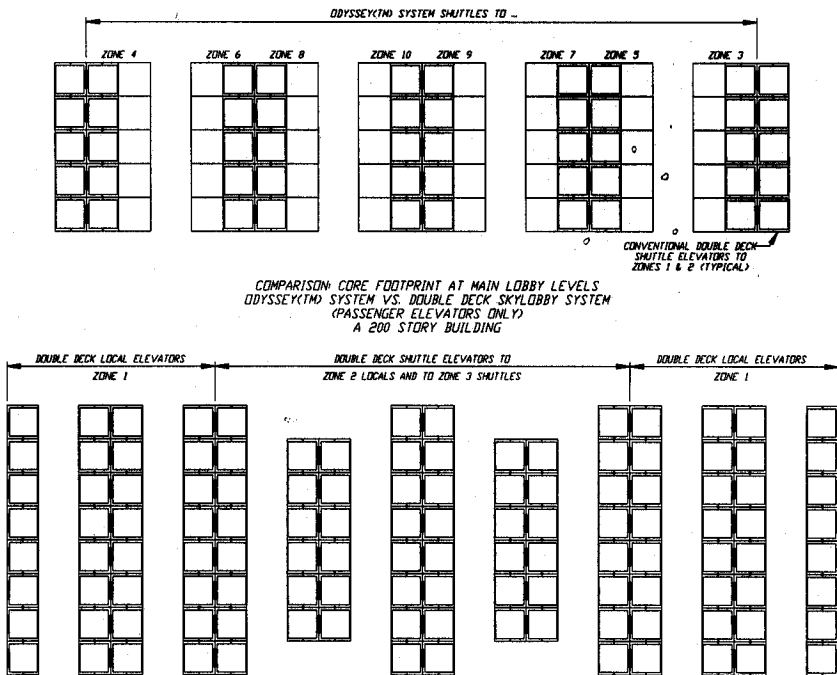 ODYSSEY(TM) SYSTEM SHUTTLES TO ...
ZONE 4 ZONE 6 ZONE 8 ZONE 10 ZONE 9 ZONE 7 ZONE 5 ZONE 3
CONVENTIONAL DOUBLE DECK
SHUTTLE ELEVATORS TO
ZONES 1 & 2 (TYPICAL)
COMPARISON: CORE FOOTPRINT AT MAIN LOBBY LEVELS
ODYSSEY(TM) SYSTEM VS. DOUBLE DECK SKYLOBBY SYSTEM
(PASSENGER ELEVATORS ONLY)
A 200 STORY BUILDING
DOUBLE DECK LOCAL ELEVATORS
ZONE 1
DOUBLE DECK SHUTTLE ELEVATORS TO
ZONE 2 LOCALS AND TO ZONE 3 SHUTTLES
DOUBLE DECK LOCAL ELEVATORS
ZONE 1